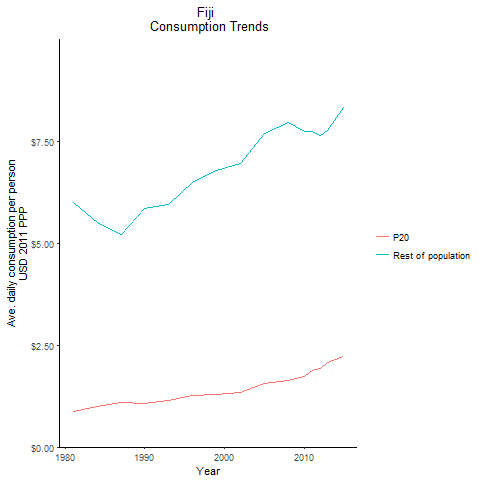 Fiji
Consumption Trends
Ave. daily consumption per person
USD 2011 PPP
$7.50
$5.00
$2.50
$0.00
1980 1990 2000 2010
Year
P20
Rest of population